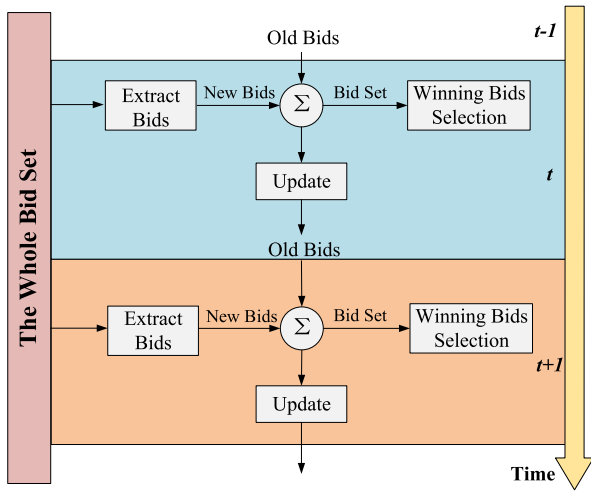 t-1
Old Bids
Extract
Bids
New Bids
Σ
Bid Set
Winning Bids
Selection
Update
t
Old Bids
The Whole Bid Set
Extract
Bids
New Bids
Σ
Bid Set
Winning Bids
Selection
t+1
Update
Time